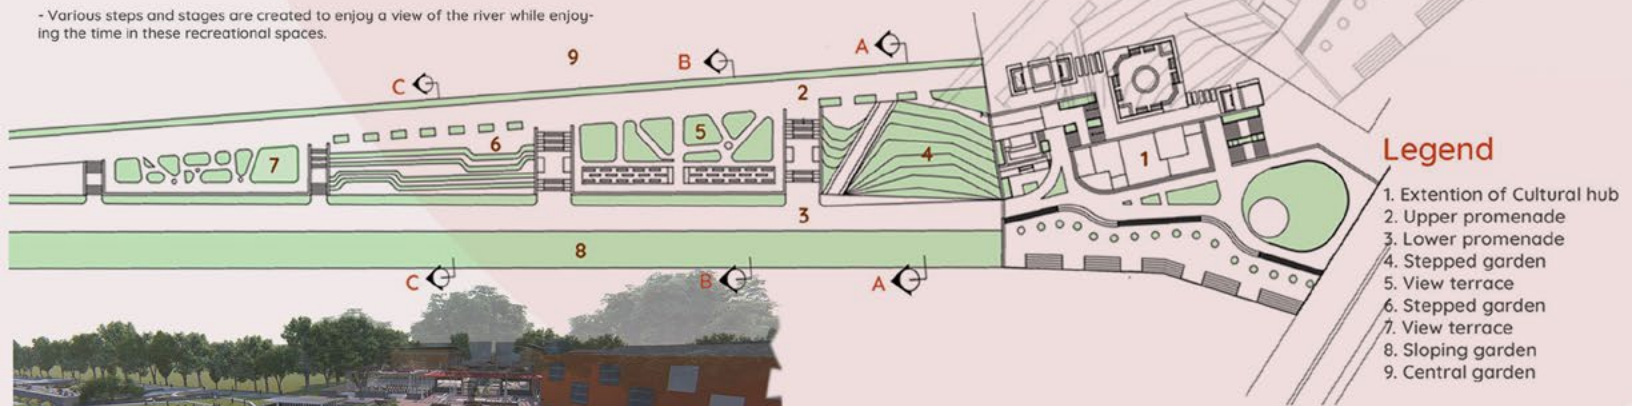 - Various steps and stages are created to enjoy a view of the river while enjoy-
ing the time in these recreational spaces.
9
B
A
C
2
5
6
7
4
1
3
8
C
B
A
Legend
1. Extention of Cultural hub
2. Upper promenade
3. Lower promenade
4. Stepped garden
5. View terrace
6. Stepped garden
7. View terrace
8. Sloping garden
9. Central garden